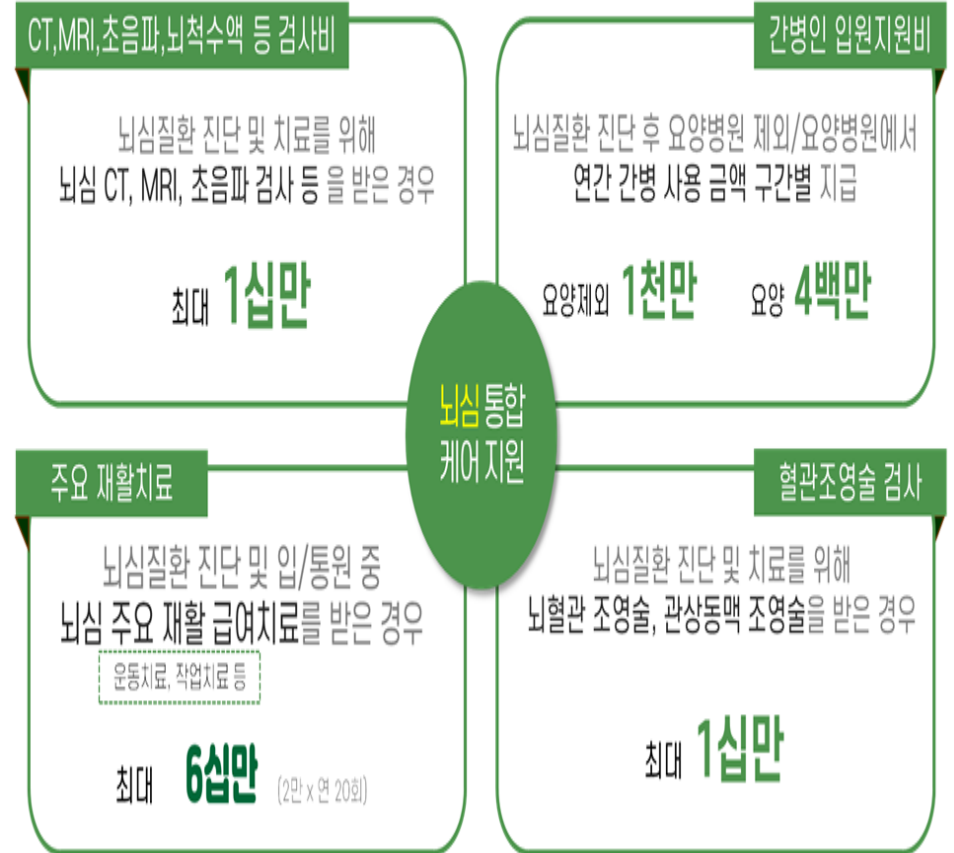 CT,MRI,초음파,뇌척수액 등 검사비
뇌심질환 진단 및 치료를 위해
뇌심 CT, MRI, 초음파 검사 등 을 받은 경우
최대 1십만
간병인 입원지원비
뇌심질환 진단 후 요양병원 제외/요양병원에서
연간 간병 사용 금액 구간별 지급
요양제외 1천만 요양 4백만
뇌심 통합
케어 지원
주요 재활치료
뇌심질환 진단 및 입/통원 중
뇌심 주요 재활 급여치료를 받은 경우
운동치료, 작업치료 등
최대 6십만 (2만 x 연 20회)
혈관조영술 검사
뇌심질환 진단 및 치료를 위해
뇌혈관 조영술, 관상동맥 조영술을 받은 경우
최대 1십만